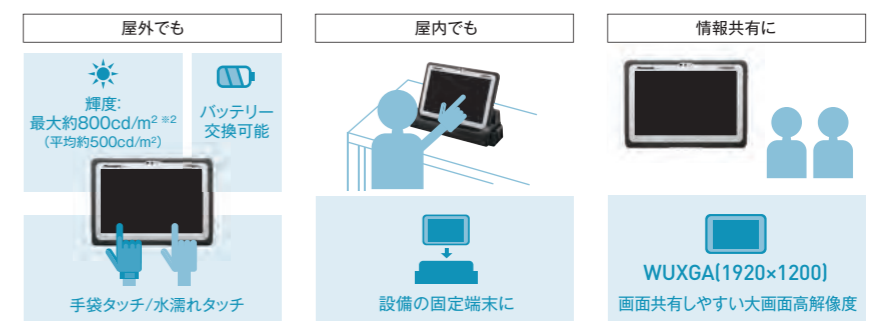 屋外でも
輝度:
最大約800cd/m² ※2
(平均約500cd/m²)
バッテリー
交換可能
手袋タッチ/水濡れタッチ
屋内でも
設備の固定端末に
情報共有に
WUXGA(1920×1200)
画面共有しやすい大画面高解像度